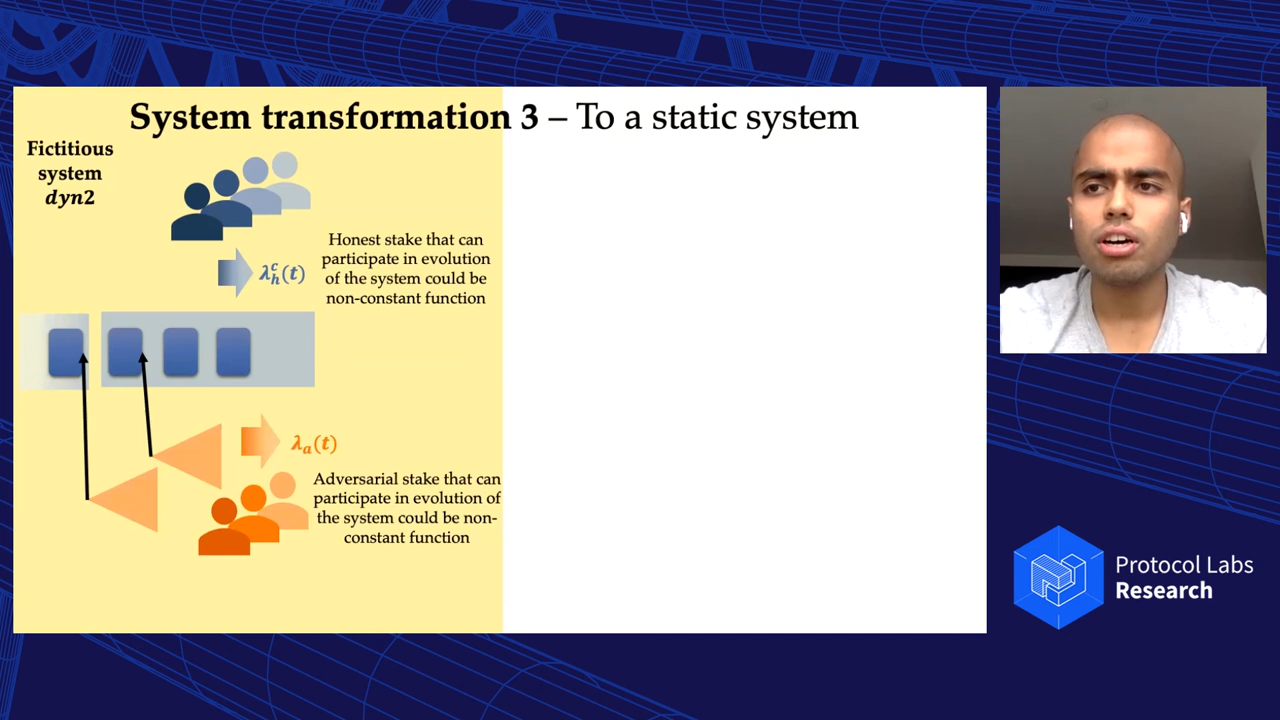 System transformation 3 – To a static system
Fictitious
system
dyn2
Honest stake that can
participate in evolution
of the system could be
non-constant function
λ_h^c(t)
λ_a(t)
Adversarial stake that can
participate in evolution of
the system could be non-
constant function
Protocol Labs
Research